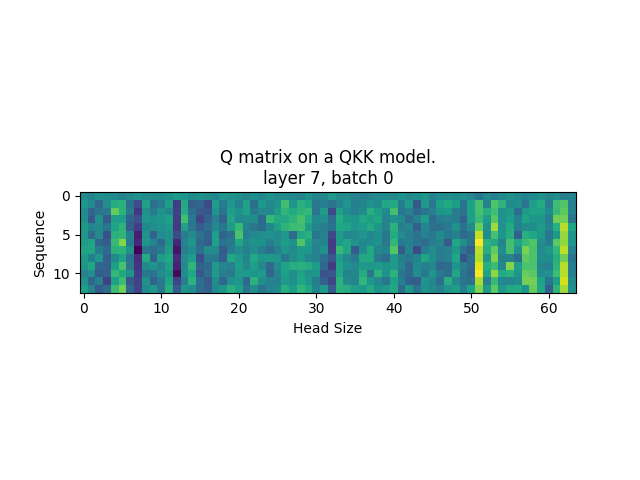 Q matrix on a QKK model.
layer 7, batch 0
0
5
10
Sequence
0 10 20 30 40 50 60
Head Size